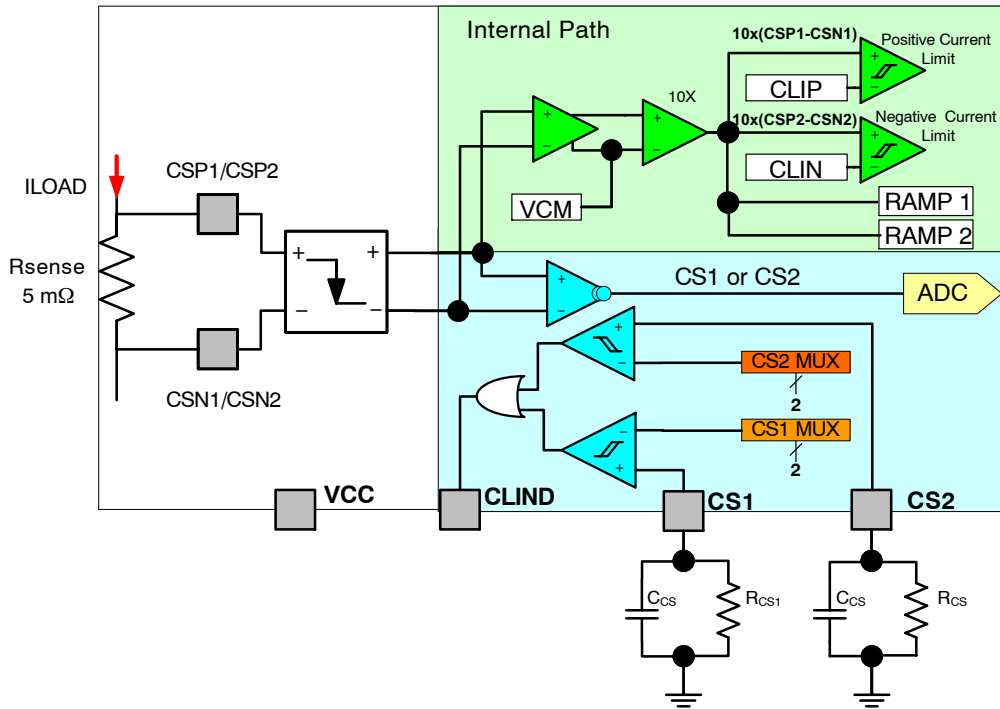 Internal Path
10x(CSP1-CSN1)
Positive Current
Limit
CLIP
10X
10x(CSP2-CSN2)
Negative Current
Limit
CLIN
VCM
RAMP 1
RAMP 2
ILOAD
CSP1/CSP2
Rsense
5 mΩ
CSN1/CSN2
+
+
−
−
+
−
+
−
+
−
+
−
+
−
CS1 or CS2
ADC
+
−
CS2 MUX
2
−
CS1 MUX
2
+
VCC
CLIND
CS1
CS2
CCS
RCS1
CCS
RCS